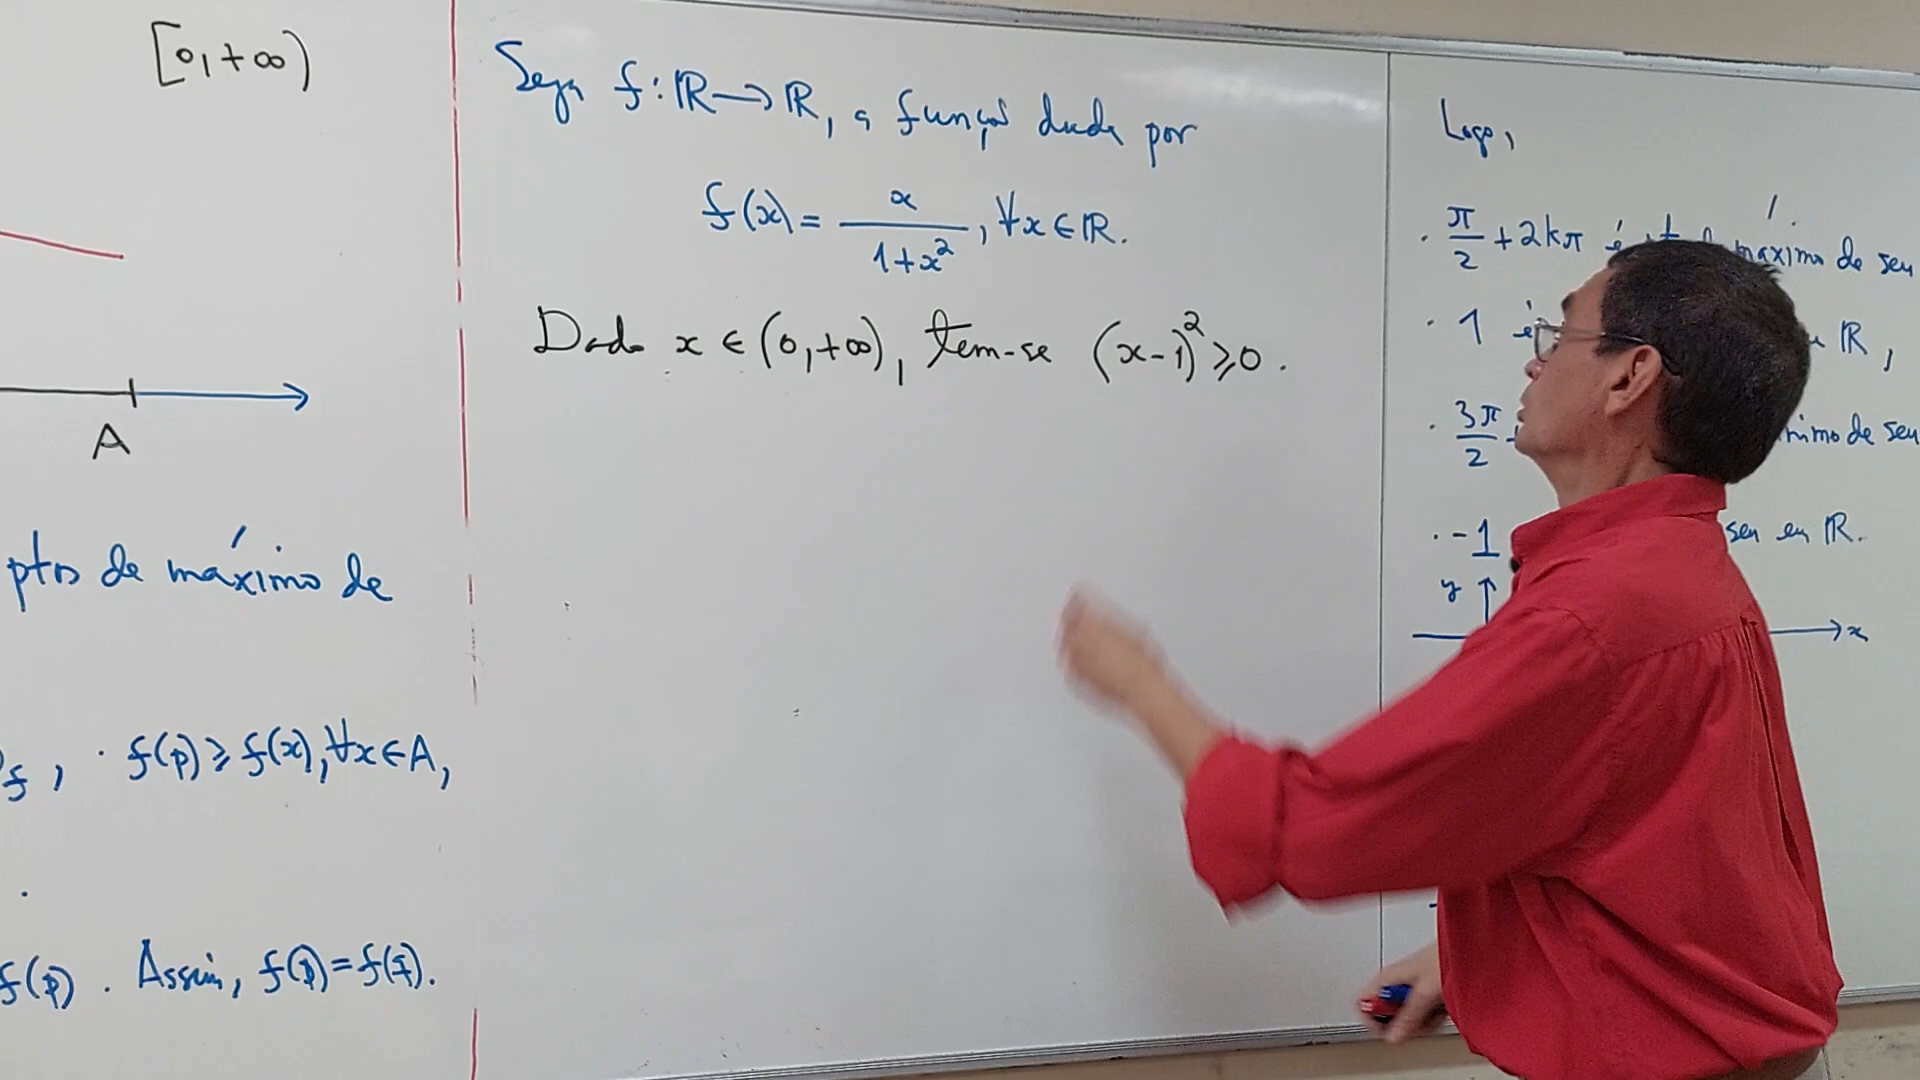 [0,+∞)
A
ptos de máximo de
f, . f(p) ≥ f(x), ∀x ∈ A,
.
f(p). Assim, f(p) = f(q).
Seja f: ℝ → ℝ, a função dada por
f(x) = x / (1+x²), ∀x ∈ ℝ.
Dado x ∈ (0,+∞), tem-se (x-1)² ≥ 0.
Logo,
. π/2 + 2kπ é máximo de sen
. 1 é ℝ,
. 3π/2 + nimo de sen
. -1 sen em ℝ.
y
x